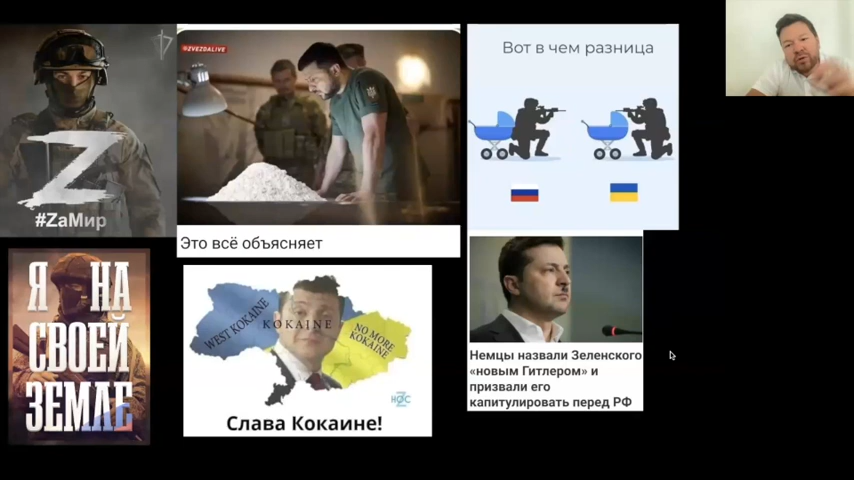 Z
#ZaМир
@ZVEZDALIVE
Это всё объясняет
Вот в чем разница
Я НА
СВОЕЙ
ЗЕМЛЕ
WEST KOKAINE
KOKAINE
NO MORE
KOKAINE
Слава Кокаине!
Немцы назвали Зеленского
«новым Гитлером» и
призвали его
капитулировать перед РФ